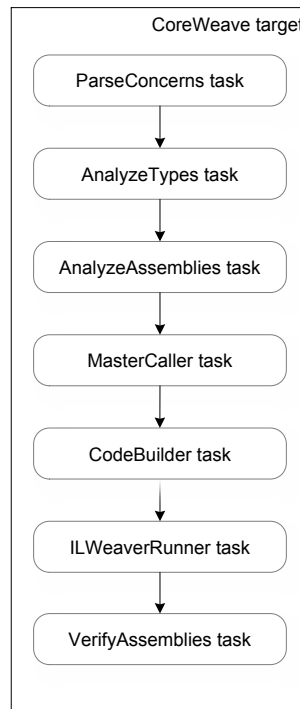 CoreWeave target
ParseConcerns task
AnalyzeTypes task
AnalyzeAssemblies task
MasterCaller task
CodeBuilder task
ILWeaverRunner task
VerifyAssemblies task